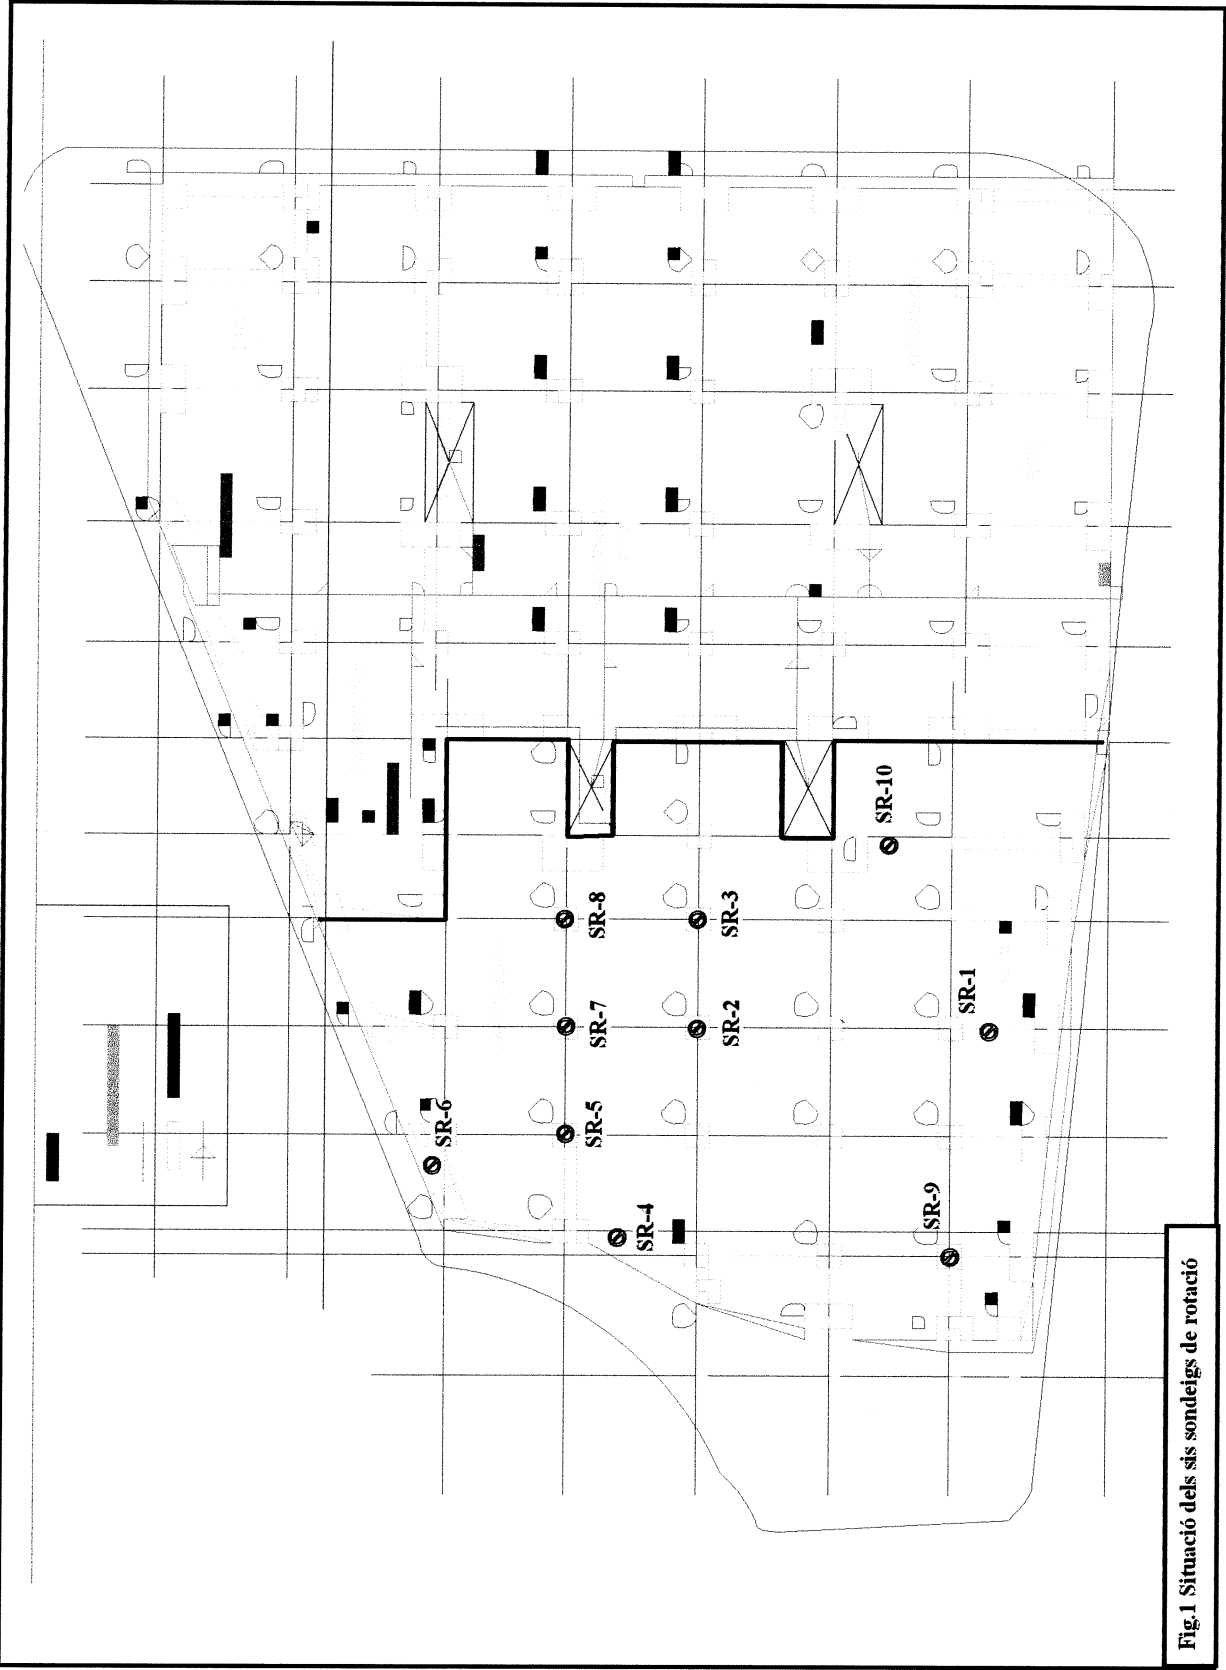 SR-6
SR-4
SR-5
SR-7
SR-8
SR-2
SR-3
SR-9
SR-1
SR-10
Fig.1 Situació dels sis sondeigs de rotació